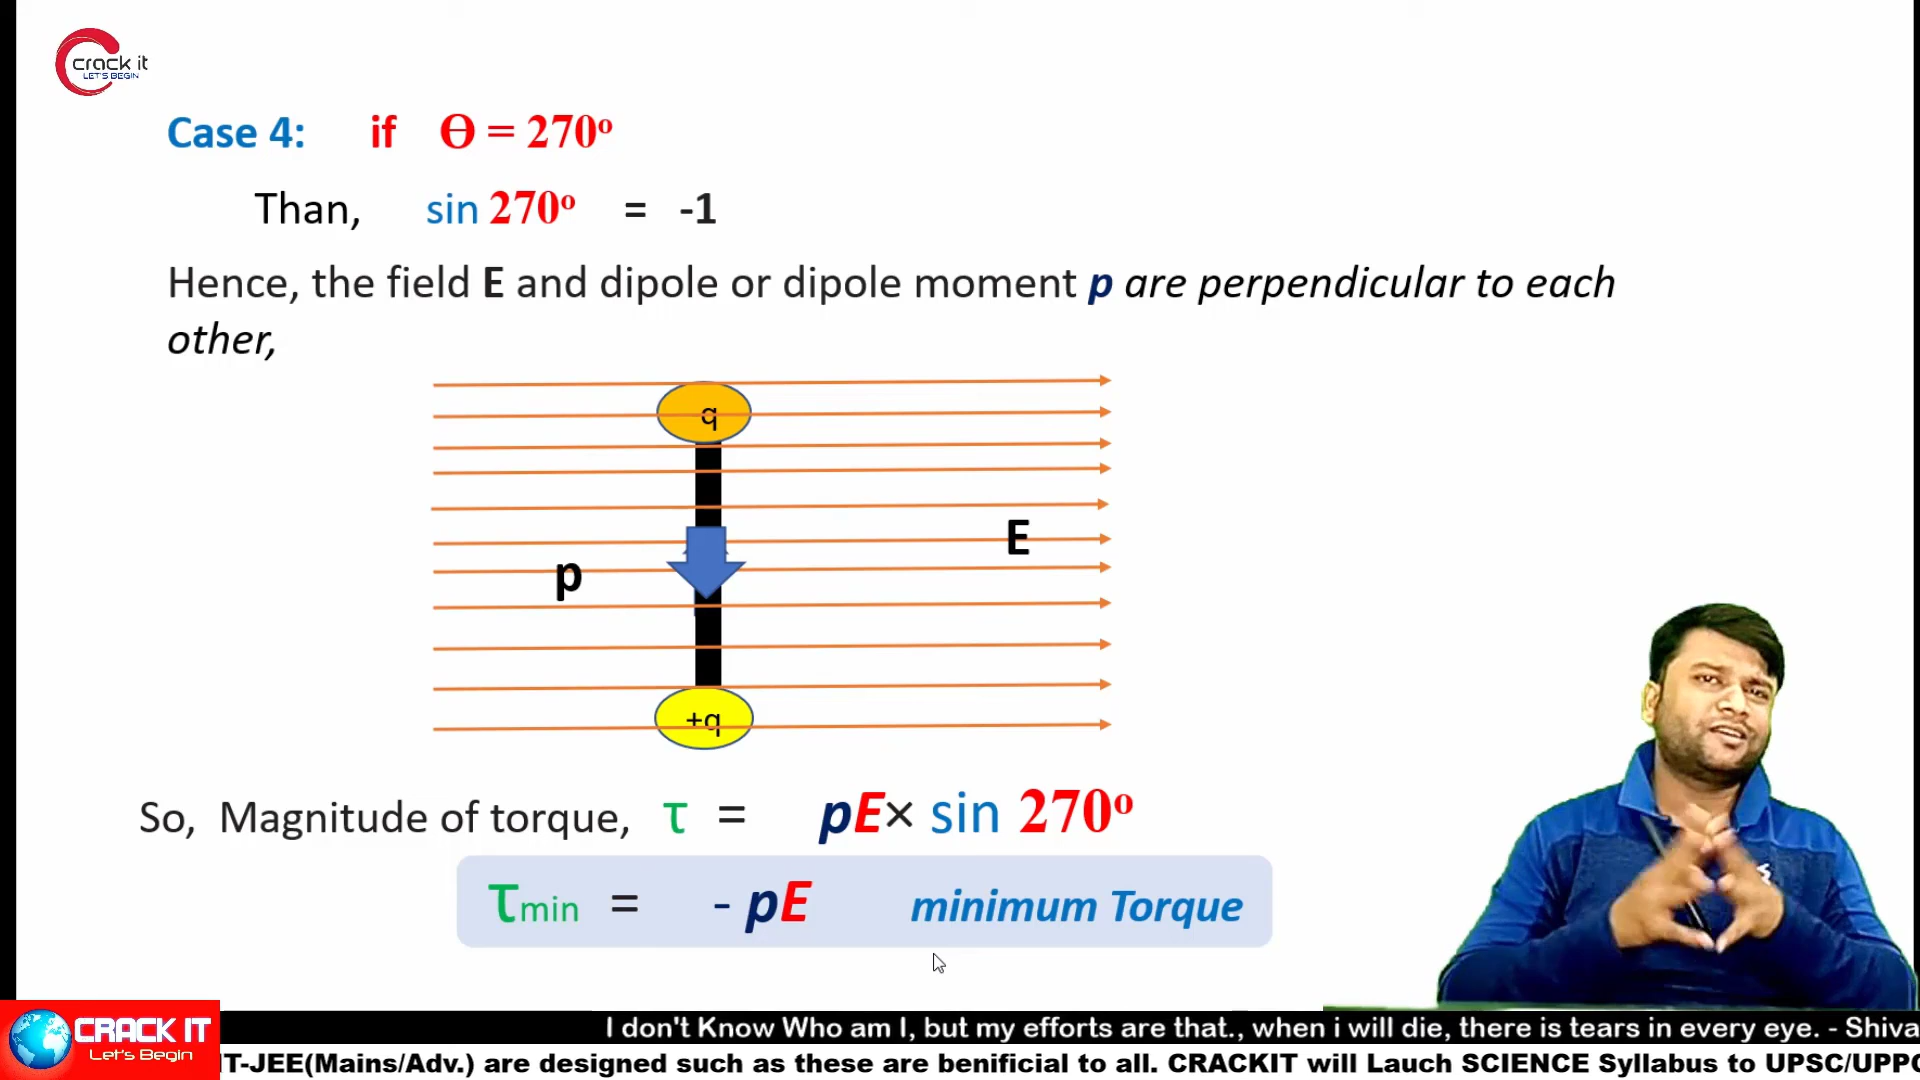 crack it
LET'S BEGIN
Case 4: if ϴ = 270º
Than, sin 270º = -1
Hence, the field E and dipole or dipole moment p are perpendicular to each
other,
q
E
p
+q
So, Magnitude of torque, τ = pE× sin 270º
τmin = - pE minimum Torque
CRACK IT
Let's Begin
I don't Know Who am I, but my efforts are that., when i will die, there is tears in every eye. - Shiva
IT-JEE(Mains/Adv.) are designed such as these are benificial to all. CRACKIT will Lauch SCIENCE Syllabus to UPSC/UPPC